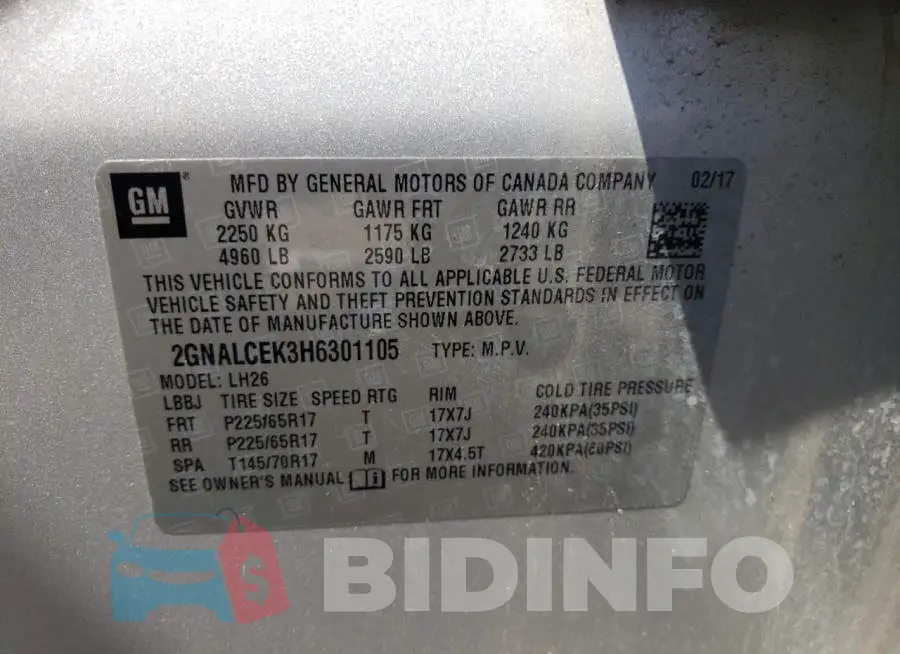 GM ® MFD BY GENERAL MOTORS OF CANADA COMPANY 02/17
GVWR GAWR FRT GAWR RR
2250 KG 1175 KG 1240 KG
4960 LB 2590 LB 2733 LB
THIS VEHICLE CONFORMS TO ALL APPLICABLE U.S. FEDERAL MOTOR
VEHICLE SAFETY AND THEFT PREVENTION STANDARDS IN EFFECT ON
THE DATE OF MANUFACTURE SHOWN ABOVE.
2GNALCEK3H6301105 TYPE: M.P.V.
MODEL: LH26
LBBJ TIRE SIZE SPEED RTG RIM COLD TIRE PRESSURE
FRT P225/65R17 T 17X7J 240KPA(35PSI)
RR P225/65R17 T 17X7J 240KPA(35PSI)
SPA T145/70R17 M 17X4.5T 420KPA(60PSI)
SEE OWNER'S MANUAL i FOR MORE INFORMATION.
$ BIDINFO